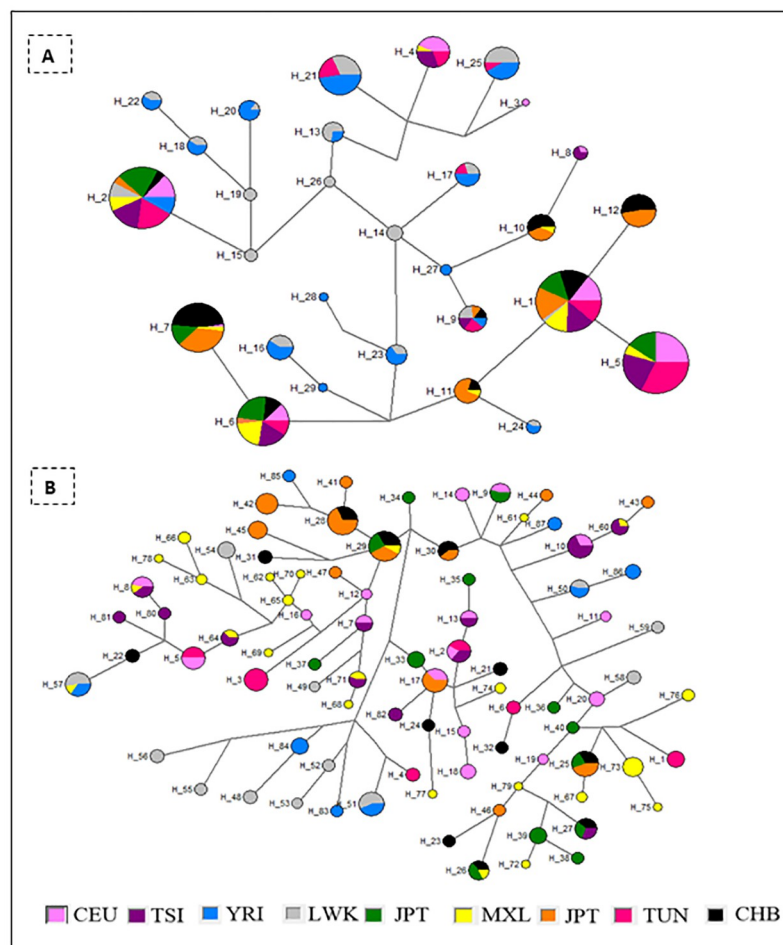 A
H_4
H_21
H_25
H_3
H_22
H_20
H_13
H_18
H_8
H_17
H_2
H_19
H_26
H_12
H_10
H_14
H_15
H_27
H_1
H_28
H_7
H_9
H_16
H_23
H_5
H_29
H_11
H_6
H_24
B
H_85
H_41
H_34
H_14
H_9
H_44
H_43
H_42
H_28
H_61
H_60
H_66
H_45
H_87
H_54
H_29
H_30
H_10
H_78
H_31
H_63
H_62
H_70
H_47
H_35
H_86
H_8
H_65
H_12
H_50
H_81
H_80
H_16
H_7
H_13
H_11
H_59
H_64
H_2
H_22
H_5
H_69
H_37
H_33
H_21
H_58
H_57
H_3
H_49
H_71
H_17
H_74
H_6
H_36
H_20
H_76
H_68
H_82
H_24
H_15
H_40
H_56
H_84
H_32
H_19
H_52
H_18
H_25
H_73
H_1
H_55
H_4
H_79
H_48
H_53
H_83
H_51
H_77
H_67
H_75
H_46
H_23
H_39
H_27
H_26
H_72
H_38
CEU TSI YRI LWK JPT MXL JPT TUN CHB